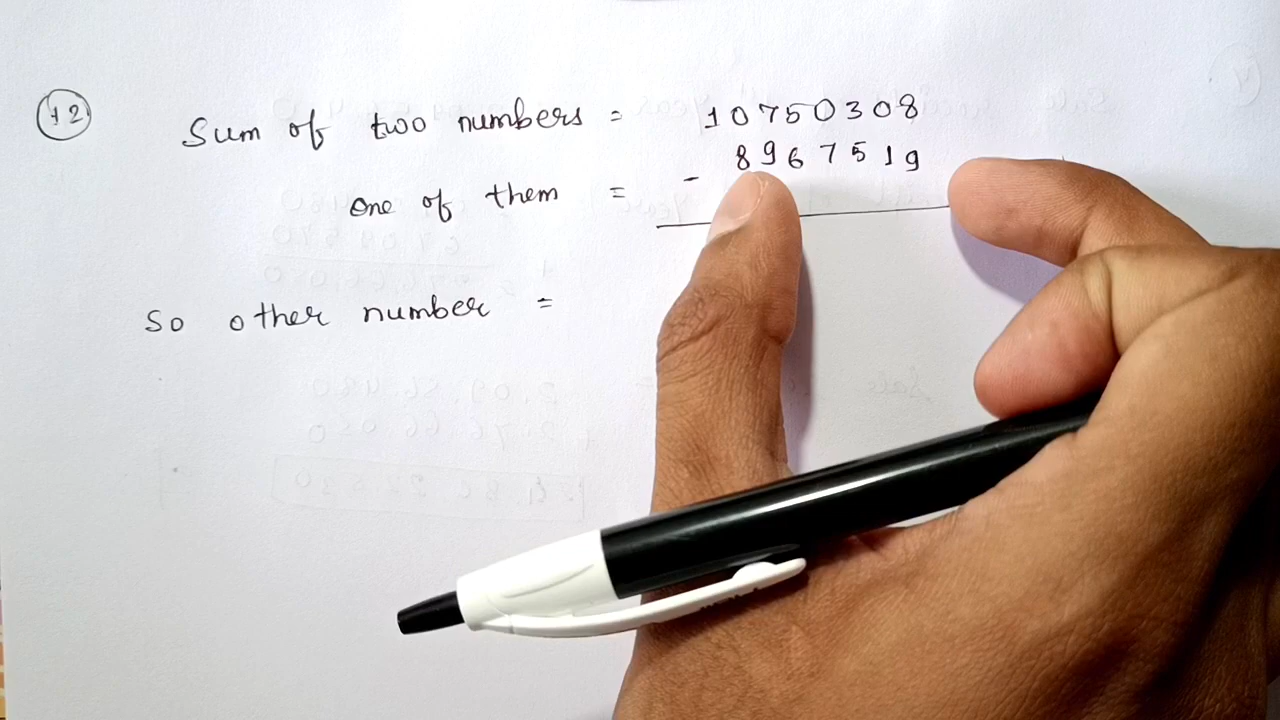 12
Sum of two numbers = 10750308
one of them = - 8967519
So other number =